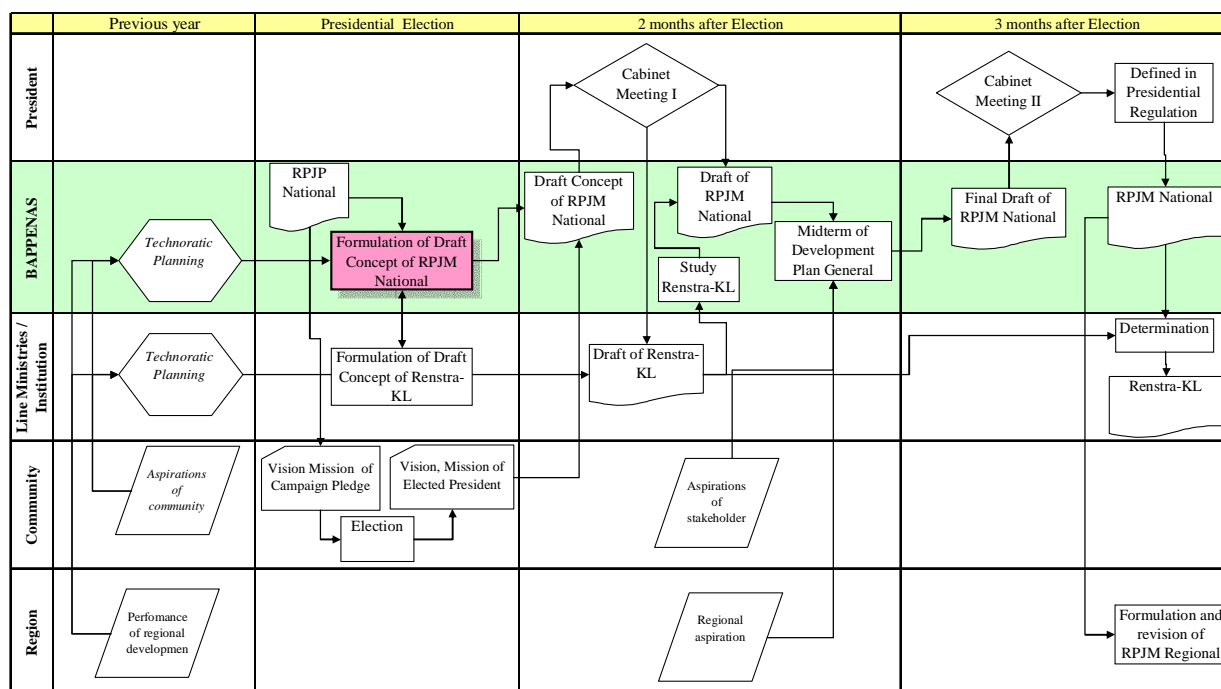 Previous year
Presidential Election
2 months after Election
3 months after Election
President
Cabinet
Meeting I
Cabinet
Meeting II
Defined in
Presidential
Regulation
BAPPENAS
Technoratic
Planning
RPJP
National
Formulation of Draft
Concept of RPJM
National
Draft Concept
of RPJM
National
Draft of
RPJM
National
Study
Renstra-KL
Midterm of
Development
Plan General
Final Draft of
RPJM National
RPJM National
Line Ministries /
Institution
Technoratic
Planning
Formulation of Draft
Concept of Renstra-
KL
Draft of Renstra-
KL
Determination
Renstra-KL
Community
Aspirations
of
community
Vision Mission of
Campaign Pledge
Election
Vision, Mission of
Elected President
Aspirations
of
stakeholder
Region
Perfomance
of regional
developmen
Regional
aspiration
Formulation and
revision of
RPJM Regional